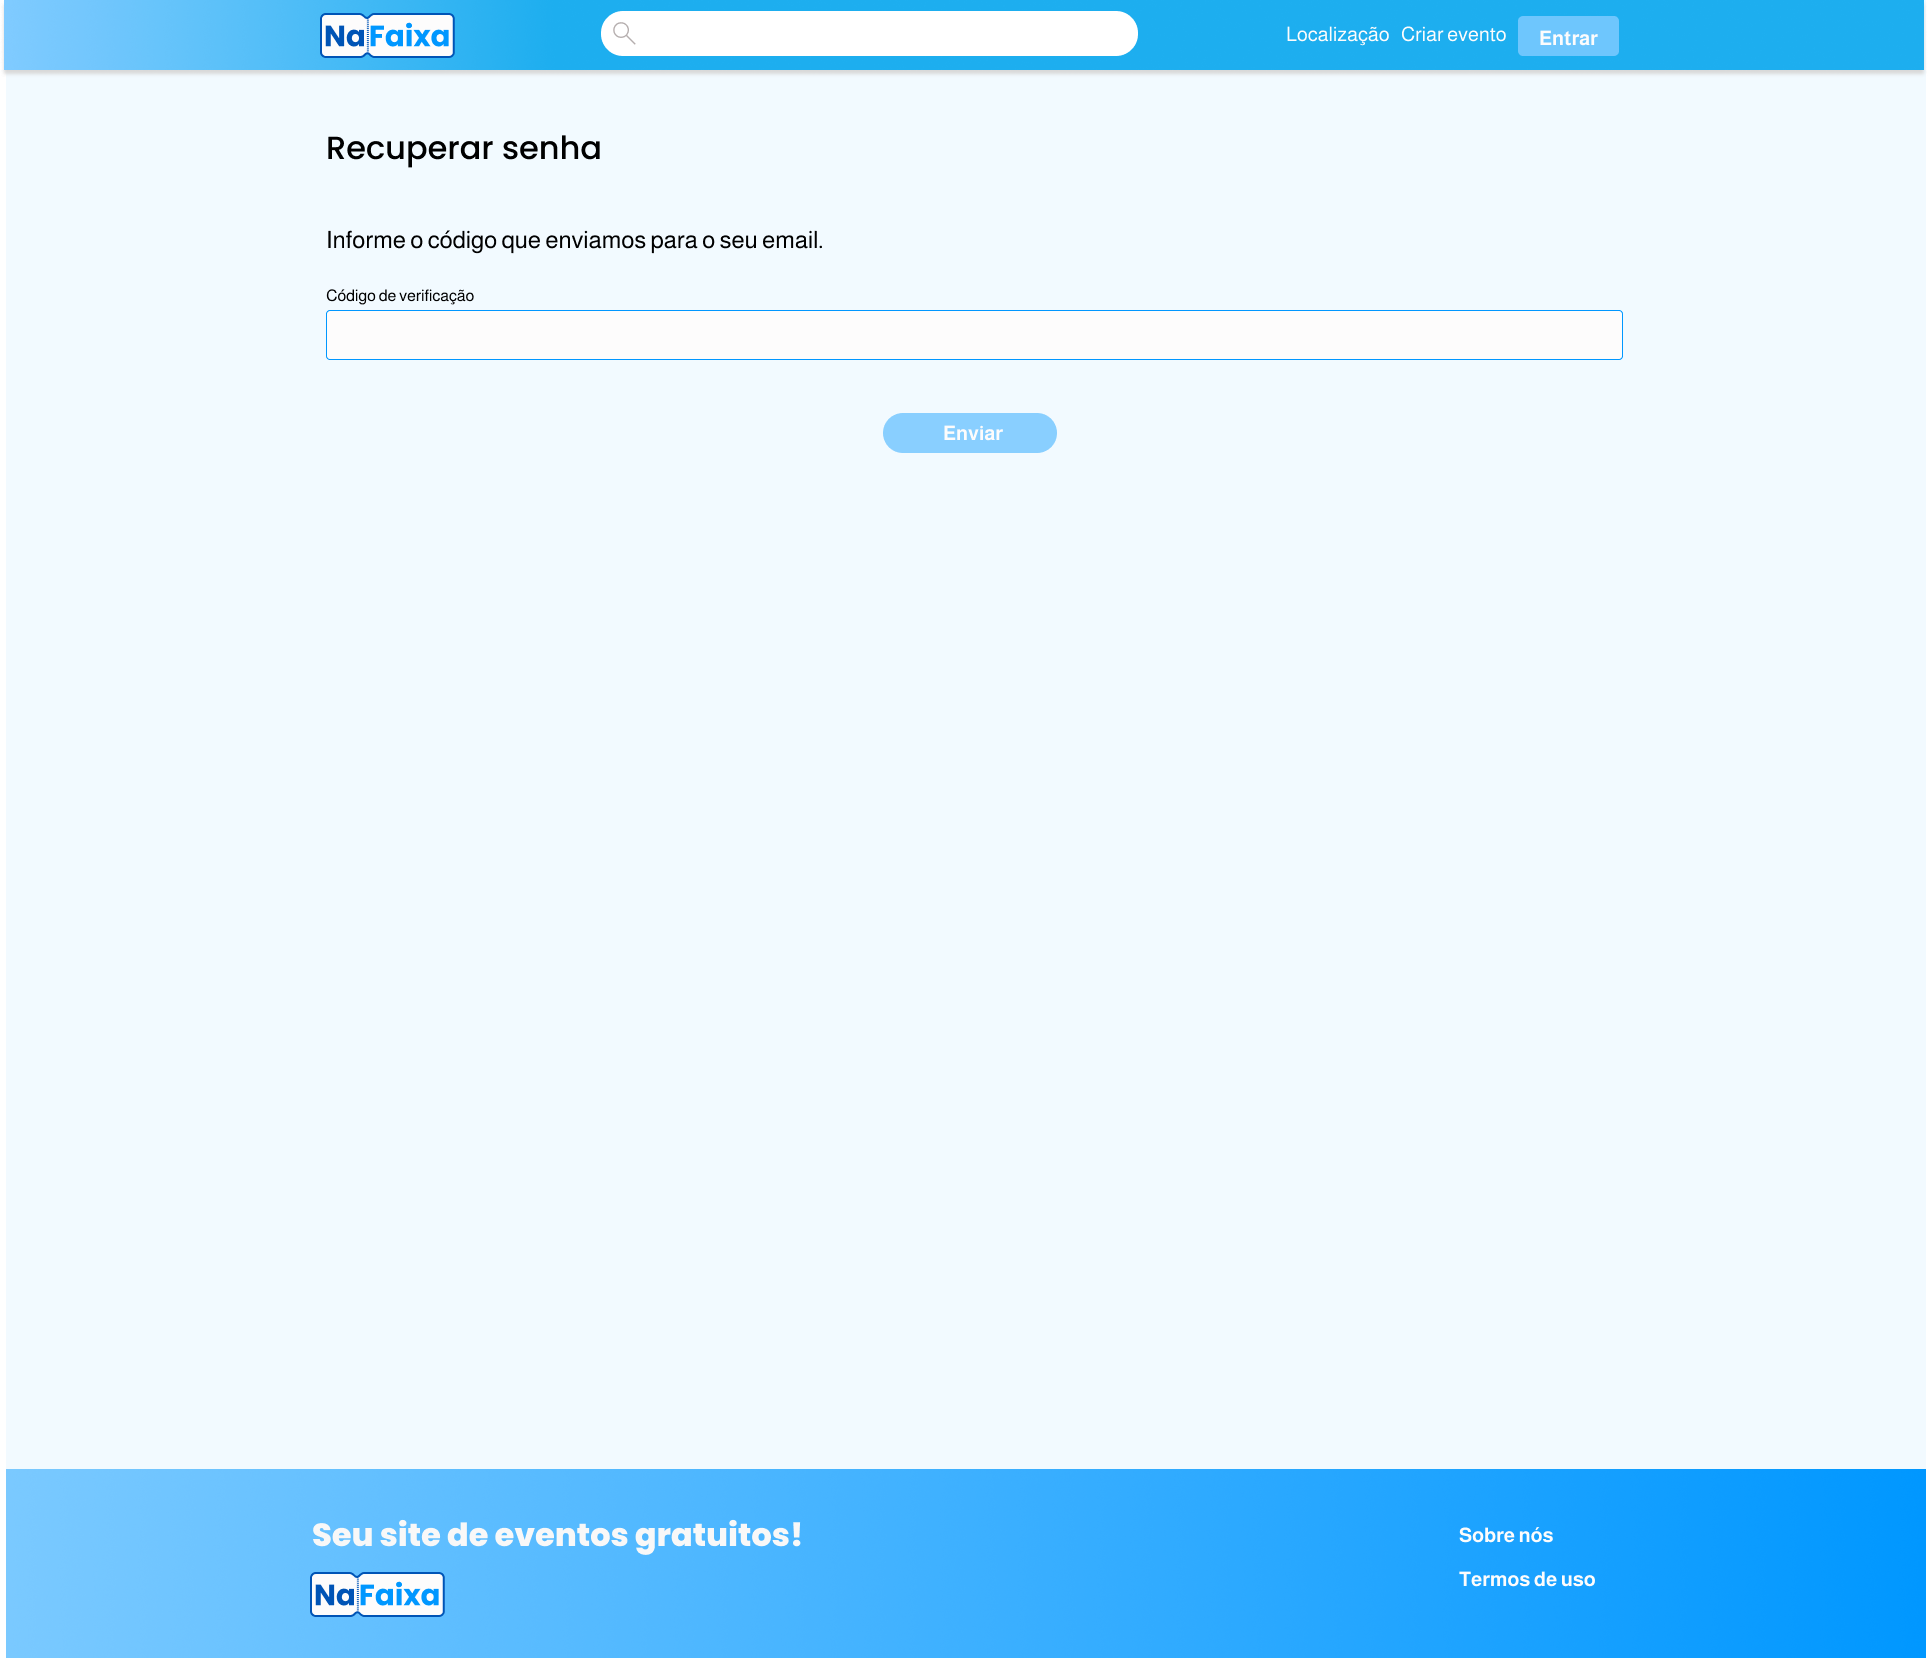 NaFaixa
Localização Criar evento Entrar
Recuperar senha
Informe o código que enviamos para o seu email.
Código de verificação
Enviar
Seu site de eventos gratuitos!
NaFaixa
Sobre nós
Termos de uso